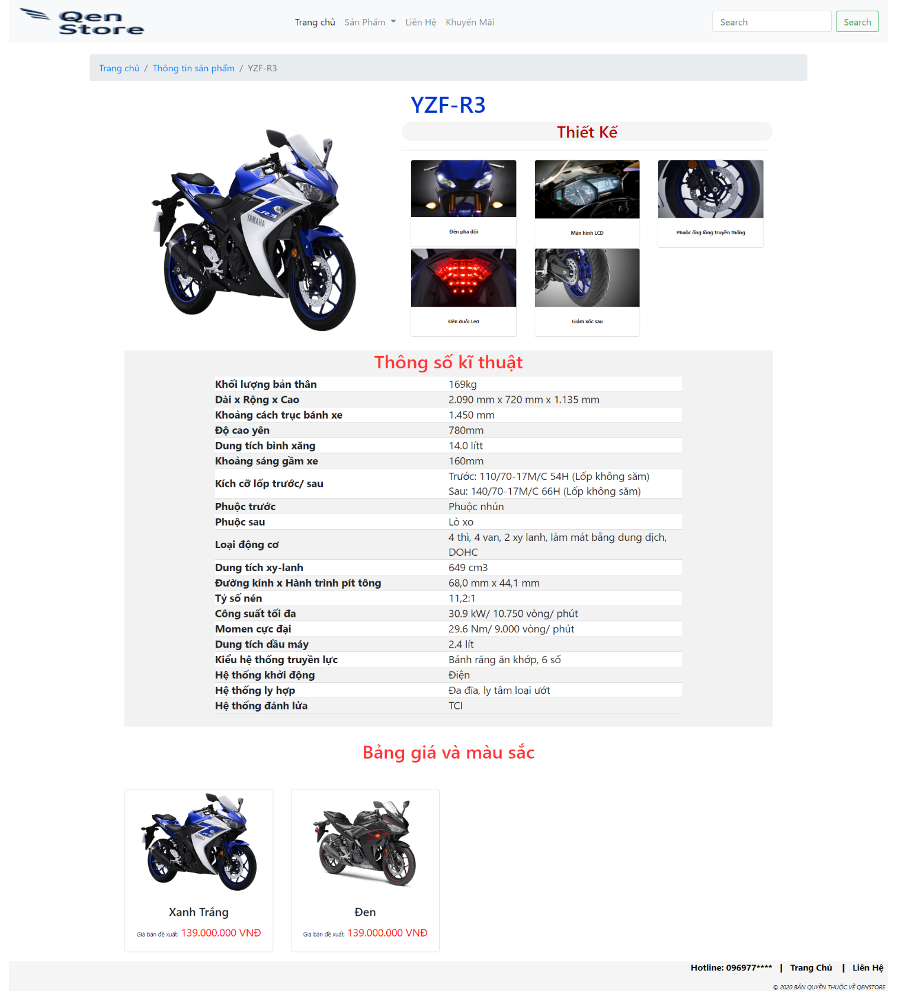 Qen
Store
Trang chủ
Sản Phẩm
Liên Hệ
Khuyến Mãi
Search
Search
Trang chủ / Thông tin sản phẩm / YZF-R3
YZF-R3
Thiết Kế
R3
YAMAHA
Đèn pha đôi
Màn hình LCD
Phuộc ống lồng truyền thống
Đèn đuôi Led
Giảm xóc sau
Thông số kĩ thuật
Khối lượng bản thân 169kg
Dài x Rộng x Cao 2.090 mm x 720 mm x 1.135 mm
Khoảng cách trục bánh xe 1.450 mm
Độ cao yên 780mm
Dung tích bình xăng 14.0 lítt
Khoảng sáng gầm xe 160mm
Kích cỡ lốp trước/ sau Trước: 110/70-17M/C 54H (Lốp không săm)
Sau: 140/70-17M/C 66H (Lốp không săm)
Phuộc trước Phuộc nhún
Phuộc sau Lò xo
Loại động cơ 4 thì, 4 van, 2 xy lanh, làm mát bằng dung dịch,
DOHC
Dung tích xy-lanh 649 cm3
Đường kính x Hành trình pít tông 68,0 mm x 44,1 mm
Tỷ số nén 11,2:1
Công suất tối đa 30.9 kW/ 10.750 vòng/ phút
Momen cực đại 29.6 Nm/ 9.000 vòng/ phút
Dung tích dầu máy 2.4 lít
Kiểu hệ thống truyền lực Bánh răng ăn khớp, 6 số
Hệ thống khởi động Điện
Hệ thống ly hợp Đa đĩa, ly tâm loại ướt
Hệ thống đánh lửa TCI
Bảng giá và màu sắc
R3
YAMAHA
YAMAHA
Xanh Trắng
Giá bán đề xuất: 139.000.000 VNĐ
Đen
Giá bán đề xuất: 139.000.000 VNĐ
Hotline: 096977**** | Trang Chủ | Liên Hệ
© 2020 BẢN QUYỀN THUỘC VỀ QENSTORE